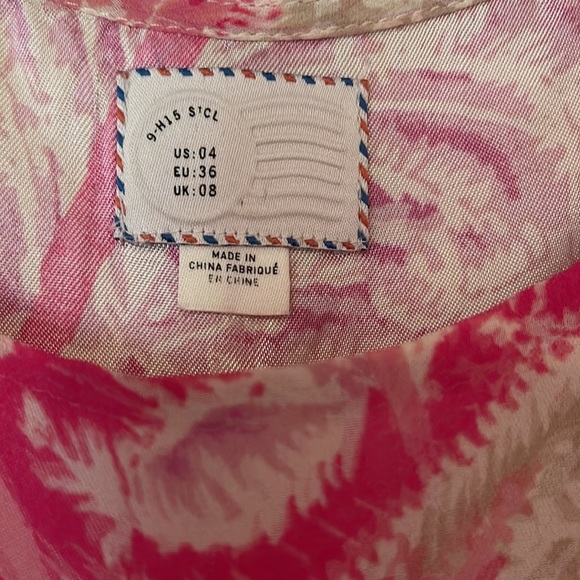 9-H15 STCL
US:04
EU:36
UK:08
MADE IN
CHINA FABRIQUÉ
EN CHINE